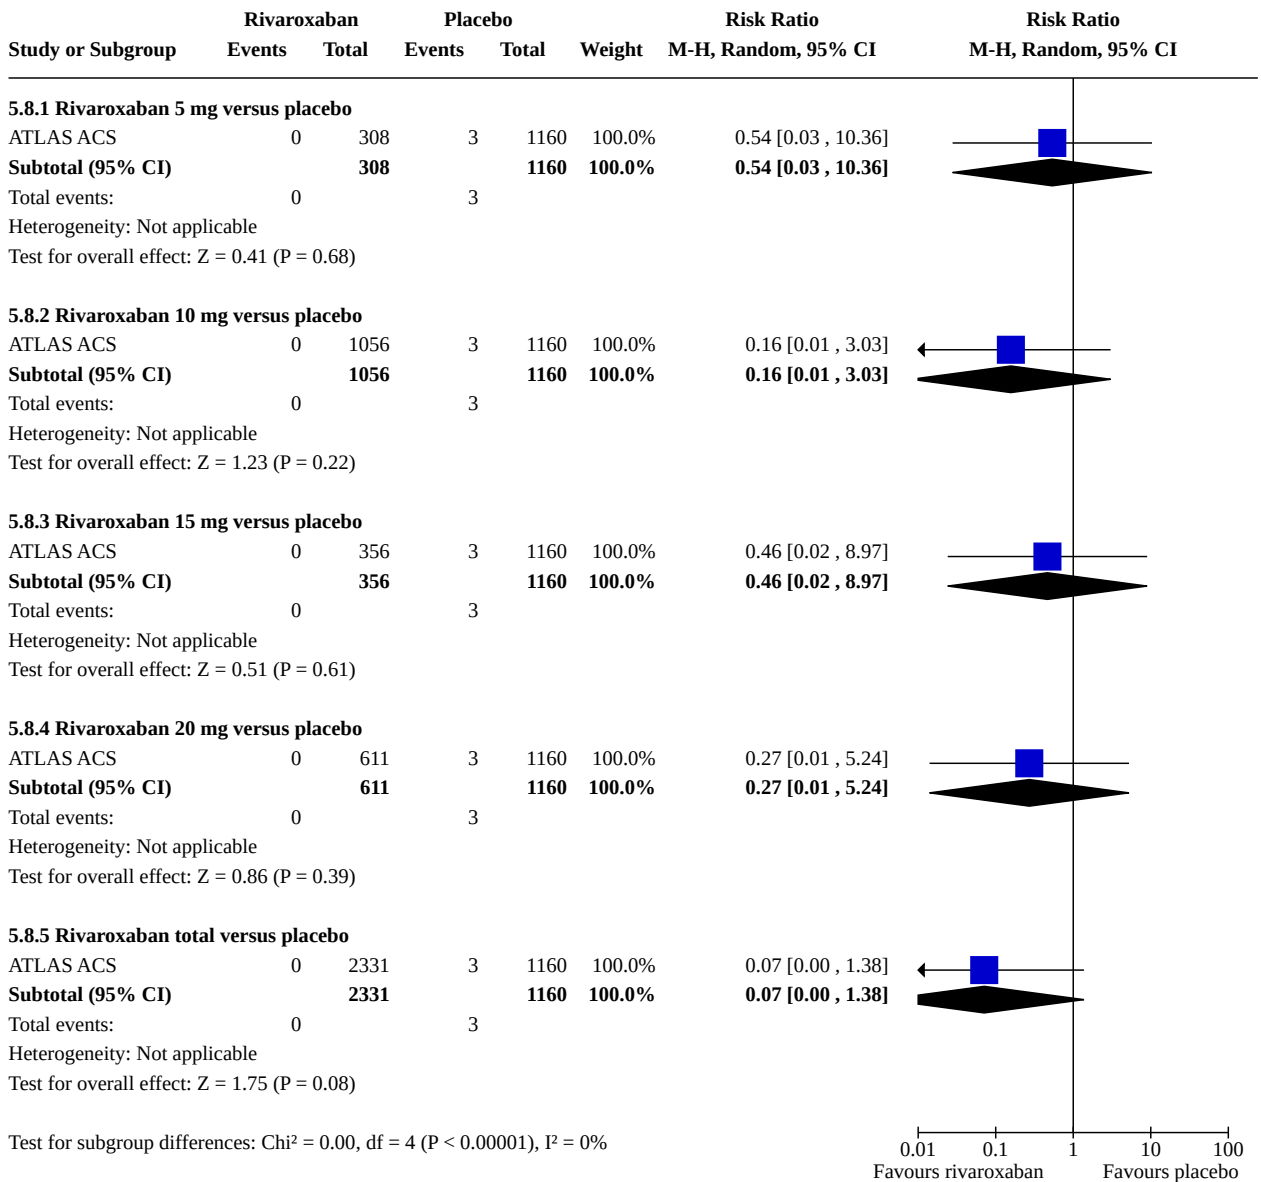 Rivaroxaban Placebo Risk Ratio Risk Ratio
Study or Subgroup Events Total Events Total Weight M-H, Random, 95% CI M-H, Random, 95% CI
5.8.1 Rivaroxaban 5 mg versus placebo
ATLAS ACS 0 308 3 1160 100.0% 0.54 [0.03 , 10.36]
Subtotal (95% CI) 308 1160 100.0% 0.54 [0.03 , 10.36]
Total events: 0 3
Heterogeneity: Not applicable
Test for overall effect: Z = 0.41 (P = 0.68)
5.8.2 Rivaroxaban 10 mg versus placebo
ATLAS ACS 0 1056 3 1160 100.0% 0.16 [0.01 , 3.03]
Subtotal (95% CI) 1056 1160 100.0% 0.16 [0.01 , 3.03]
Total events: 0 3
Heterogeneity: Not applicable
Test for overall effect: Z = 1.23 (P = 0.22)
5.8.3 Rivaroxaban 15 mg versus placebo
ATLAS ACS 0 356 3 1160 100.0% 0.46 [0.02 , 8.97]
Subtotal (95% CI) 356 1160 100.0% 0.46 [0.02 , 8.97]
Total events: 0 3
Heterogeneity: Not applicable
Test for overall effect: Z = 0.51 (P = 0.61)
5.8.4 Rivaroxaban 20 mg versus placebo
ATLAS ACS 0 611 3 1160 100.0% 0.27 [0.01 , 5.24]
Subtotal (95% CI) 611 1160 100.0% 0.27 [0.01 , 5.24]
Total events: 0 3
Heterogeneity: Not applicable
Test for overall effect: Z = 0.86 (P = 0.39)
5.8.5 Rivaroxaban total versus placebo
ATLAS ACS 0 2331 3 1160 100.0% 0.07 [0.00 , 1.38]
Subtotal (95% CI) 2331 1160 100.0% 0.07 [0.00 , 1.38]
Total events: 0 3
Heterogeneity: Not applicable
Test for overall effect: Z = 1.75 (P = 0.08)
Test for subgroup differences: Chi² = 0.00, df = 4 (P < 0.00001), I² = 0%
0.01 0.1 1 10 100
Favours rivaroxaban Favours placebo